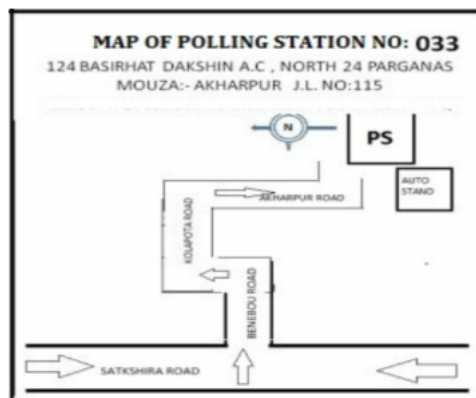 MAP OF POLLING STATION NO: 033
124 BASIRHAT DAKSHIN A.C , NORTH 24 PARGANAS
MOUZA:- AKHARPUR J.L. NO:115
N
PS
AUTO
STAND
AKHARPUR ROAD
KOLAPOTA ROAD
BENEBOU ROAD
SATKSHIRA ROAD